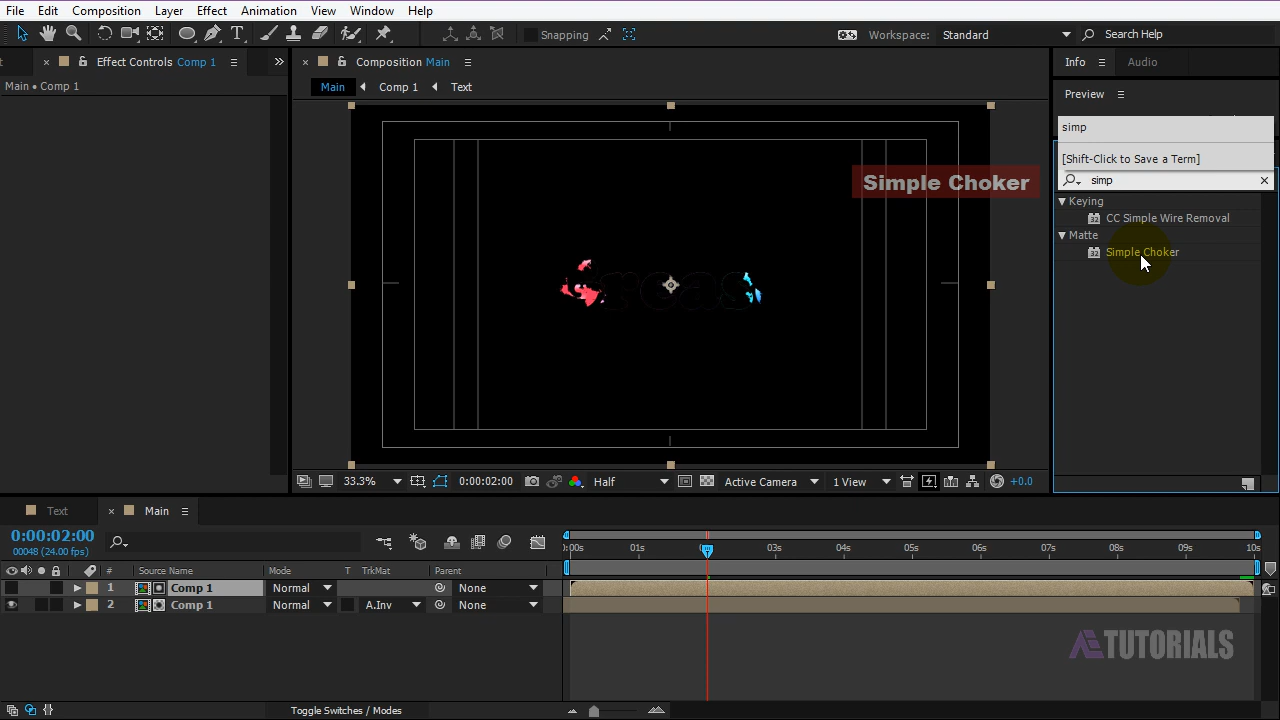 File Edit Composition Layer Effect Animation View Window Help
Snapping Workspace: Standard Search Help
t Effect Controls Comp 1 Composition Main Info Audio
Main • Comp 1 Main Comp 1 Text Preview
simp
[Shift-Click to Save a Term]
simp
Simple Choker
Keying
CC Simple Wire Removal
Matte
Simple Choker
reas
33.3% 0:00:02:00 Half Active Camera 1 View +0.0
Text Main
0:00:02:00
00048 (24.00 fps)
:00s 01s 03s 04s 05s 06s 07s 08s 09s 10s
# Source Name Mode T TrkMat Parent
1 Comp 1 Normal None
2 Comp 1 Normal A.Inv None
AETUTORIALS
Toggle Switches / Modes